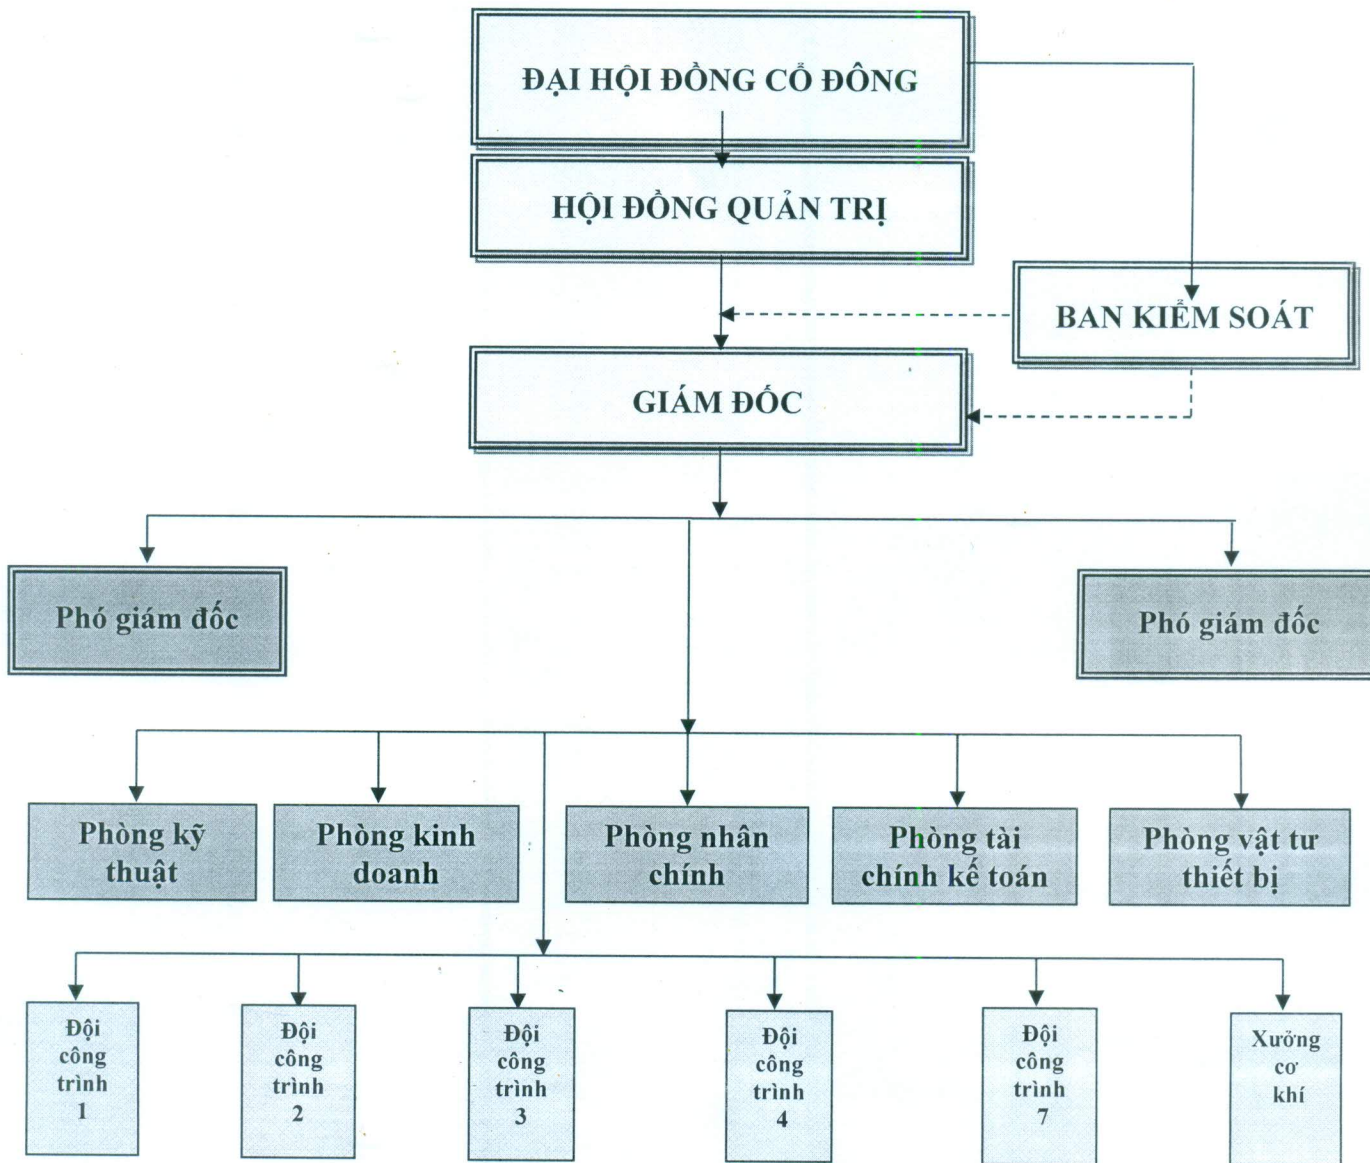 ĐẠI HỘI ĐỒNG CỔ ĐÔNG
HỘI ĐỒNG QUẢN TRỊ
BAN KIỂM SOÁT
GIÁM ĐỐC
Phó giám đốc
Phó giám đốc
Phòng kỹ
thuật
Phòng kinh
doanh
Phòng nhân
chính
Phòng tài
chính kế toán
Phòng vật tư
thiết bị
Đội
công
trình
1
Đội
công
trình
2
Đội
công
trình
3
Đội
công
trình
4
Đội
công
trình
7
Xưởng
cơ
khí